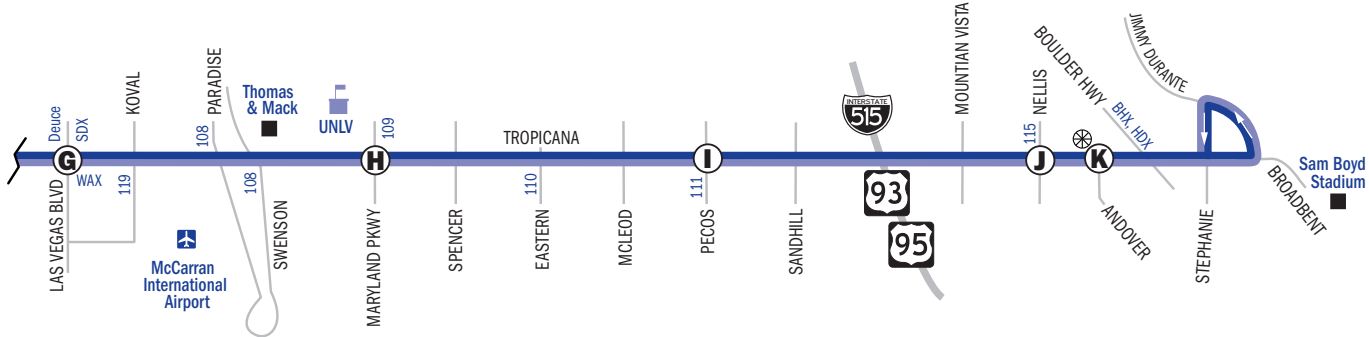 Deuce
SDX
G
WAX
LAS VEGAS BLVD
KOVAL
119
PARADISE
108
108
SWENSON
Thomas
& Mack
UNLV
McCarran
International
Airport
109
H
MARYLAND PKWY
SPENCER
TROPICANA
110
EASTERN
MCLEOD
I
111
PECOS
SANDHILL
INTERSTATE
515
93
95
MOUNTIAN VISTA
NELLIS
115
J
K
ANDOVER
BOULDER HWY
BHX, HDX
JIMMY DURANTE
STEPHANIE
BROADBENT
Sam Boyd
Stadium